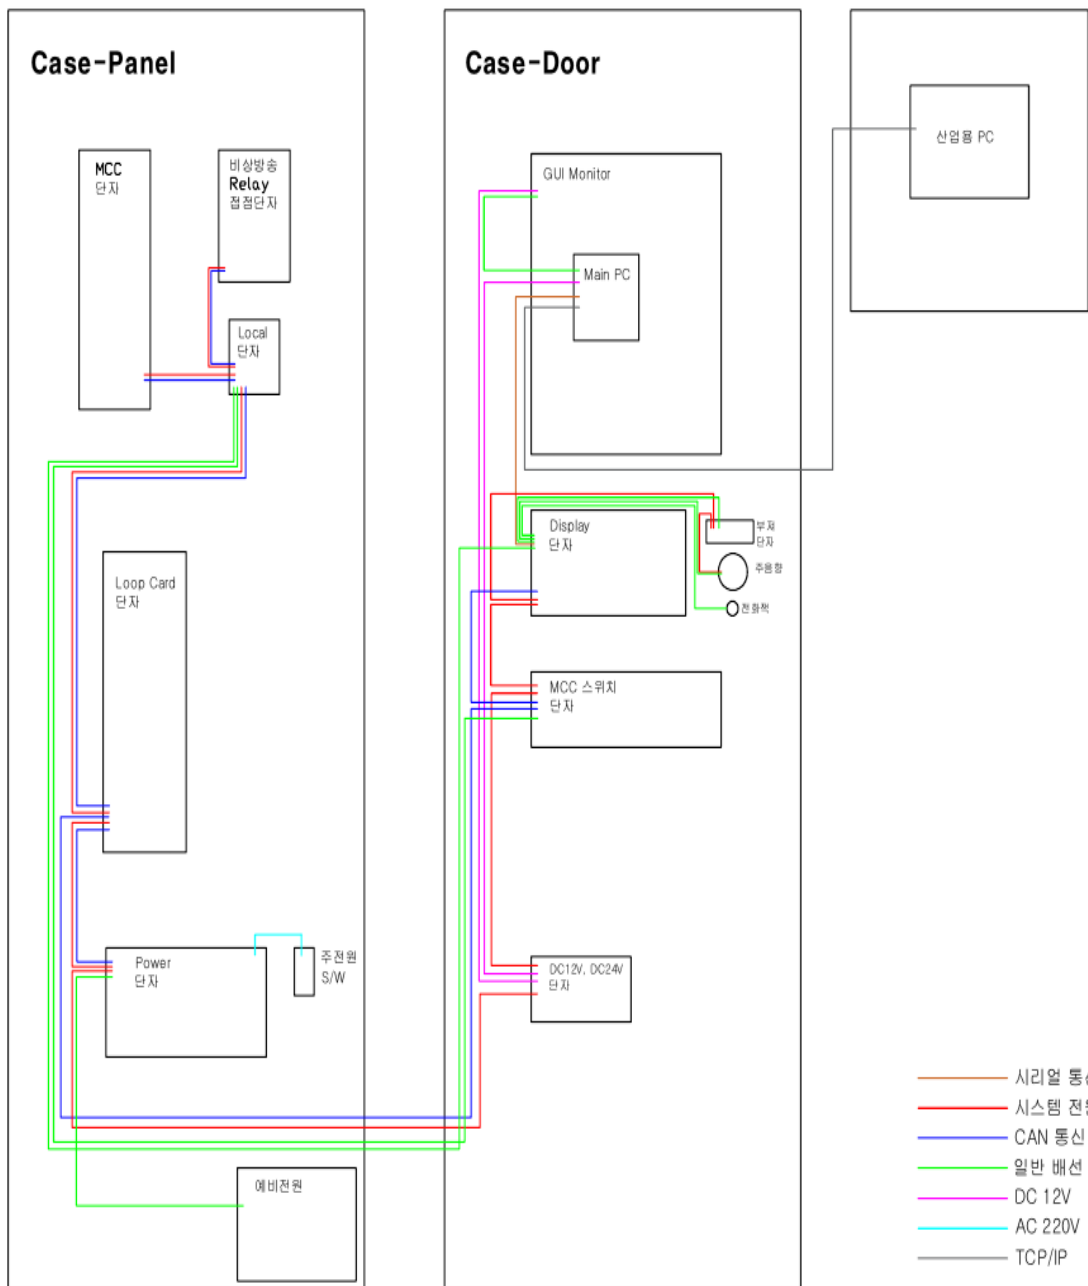 Case-Panel
MCC
단자
비상방송
Relay
접점단자
Local
단자
Loop Card
단자
Power
단자
주전원
S/W
예비전원
Case-Door
GUI Monitor
Main PC
Display
단자
부저
단자
주음향
전화잭
MCC 스위치
단자
DC12V, DC24V
단자
산업용 PC
시리얼
시스템
CAN 통신
일반 배선
DC 12V
AC 220V
TCP/IP